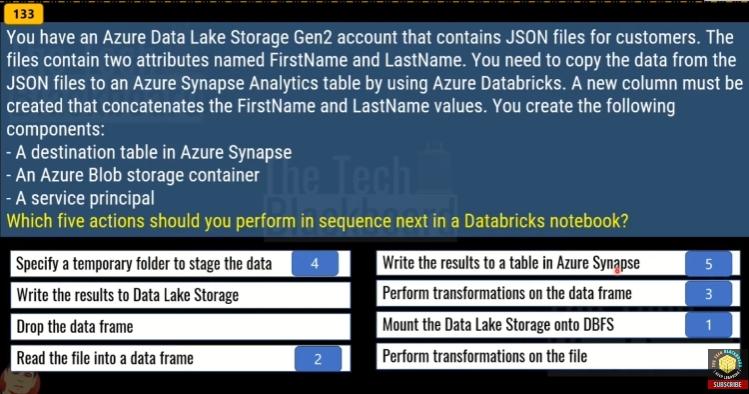 133
You have an Azure Data Lake Storage Gen2 account that contains JSON files for customers. The
files contain two attributes named FirstName and LastName. You need to copy the data from the
JSON files to an Azure Synapse Analytics table by using Azure Databricks. A new column must be
created that concatenates the FirstName and LastName values. You create the following
components:
- A destination table in Azure Synapse
- An Azure Blob storage container
- A service principal
The Tech
Blackboard
Which five actions should you perform in sequence next in a Databricks notebook?
Specify a temporary folder to stage the data 4
Write the results to Data Lake Storage
Drop the data frame
Read the file into a data frame 2
Write the results to a table in Azure Synapse 5
Perform transformations on the data frame 3
Mount the Data Lake Storage onto DBFS 1
Perform transformations on the file
SUBSCRIBE